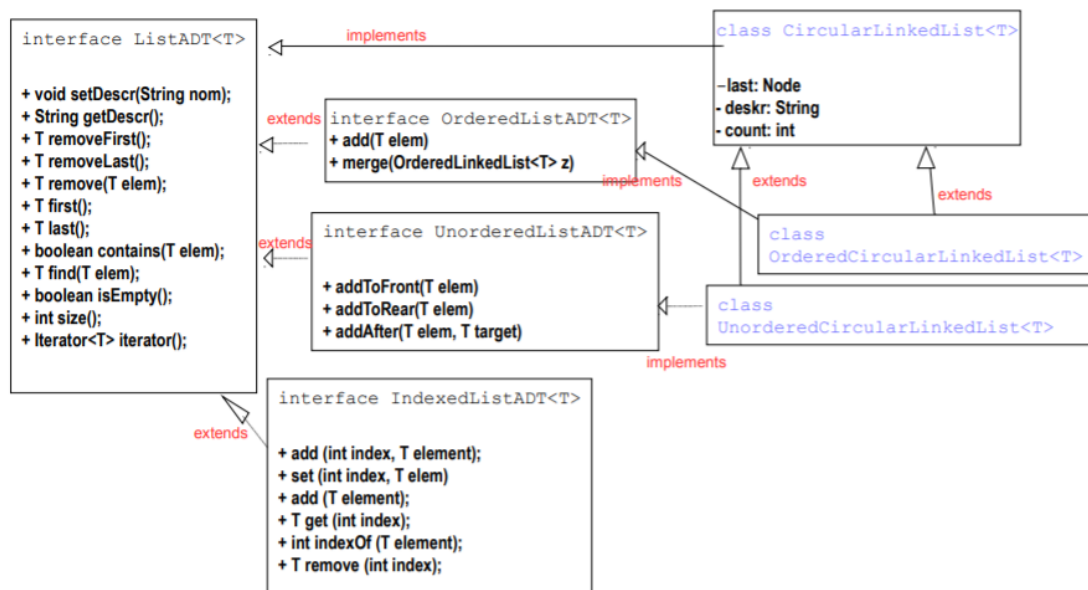 interface ListADT<T>
+ void setDescr(String nom);
+ String getDescr();
+ T removeFirst();
+ T removeLast();
+ T remove(T elem);
+ T first();
+ T last();
+ boolean contains(T elem);
+ T find(T elem);
+ boolean isEmpty();
+ int size();
+ Iterator<T> iterator();
implements
class CircularLinkedList<T>
–last: Node
- deskr: String
- count: int
extends
interface OrderedListADT<T>
+ add(T elem)
+ merge(OrderedLinkedList<T> z)
implements
extends
extends
extends
interface UnorderedListADT<T>
+ addToFront(T elem)
+ addToRear(T elem)
+ addAfter(T elem, T target)
class
OrderedCircularLinkedList<T>
class
UnorderedCircularLinkedList<T>
implements
extends
interface IndexedListADT<T>
+ add (int index, T element);
+ set (int index, T elem)
+ add (T element);
+ T get (int index);
+ int indexOf (T element);
+ T remove (int index);